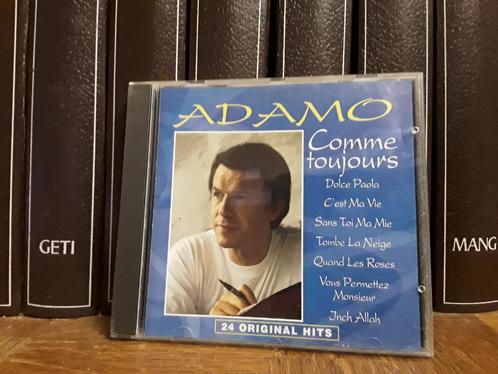 ADAMO
Comme
toujours
Dolce Paola
C'est Ma Vie
Sans Toi Ma Mie
Tombe La Neige
Quand Les Roses
Vous Permettez
Monsieur
Inch Allah
24 ORIGINAL HITS
GETI
MANG